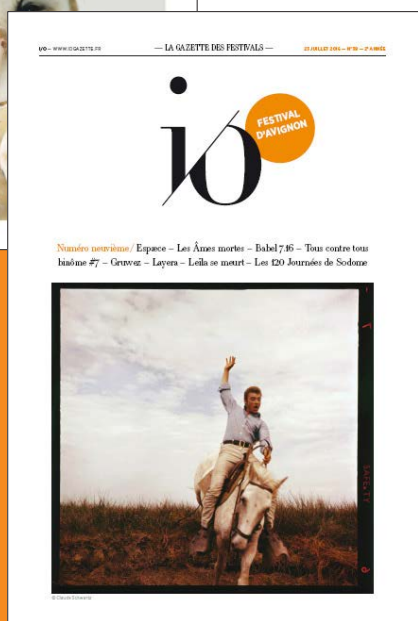 I/O — WWW.IOGAZETTE.FR
— LA GAZETTE DES FESTIVALS —
io
FESTIVAL
D'AVIGNON
Numéro neuvième / Espæce – Les Âmes mortes – Babel 7.16 – Tous contre tous
binôme #7 – Gruwez – Layera – Leïla se meurt – Les 120 Journées de Sodome
SAFETY